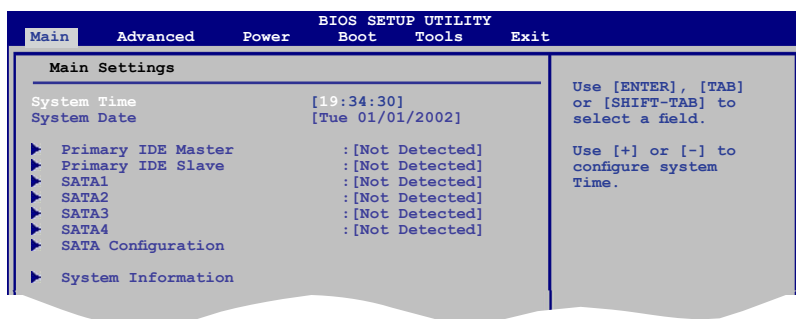 BIOS SETUP UTILITY
Main Advanced Power Boot Tools Exit
Main Settings
System Time [19:34:30]
System Date [Tue 01/01/2002]
Primary IDE Master :[Not Detected]
Primary IDE Slave :[Not Detected]
SATA1 :[Not Detected]
SATA2 :[Not Detected]
SATA3 :[Not Detected]
SATA4 :[Not Detected]
SATA Configuration
System Information
Use [ENTER], [TAB]
or [SHIFT-TAB] to
select a field.
Use [+] or [-] to
configure system
Time.